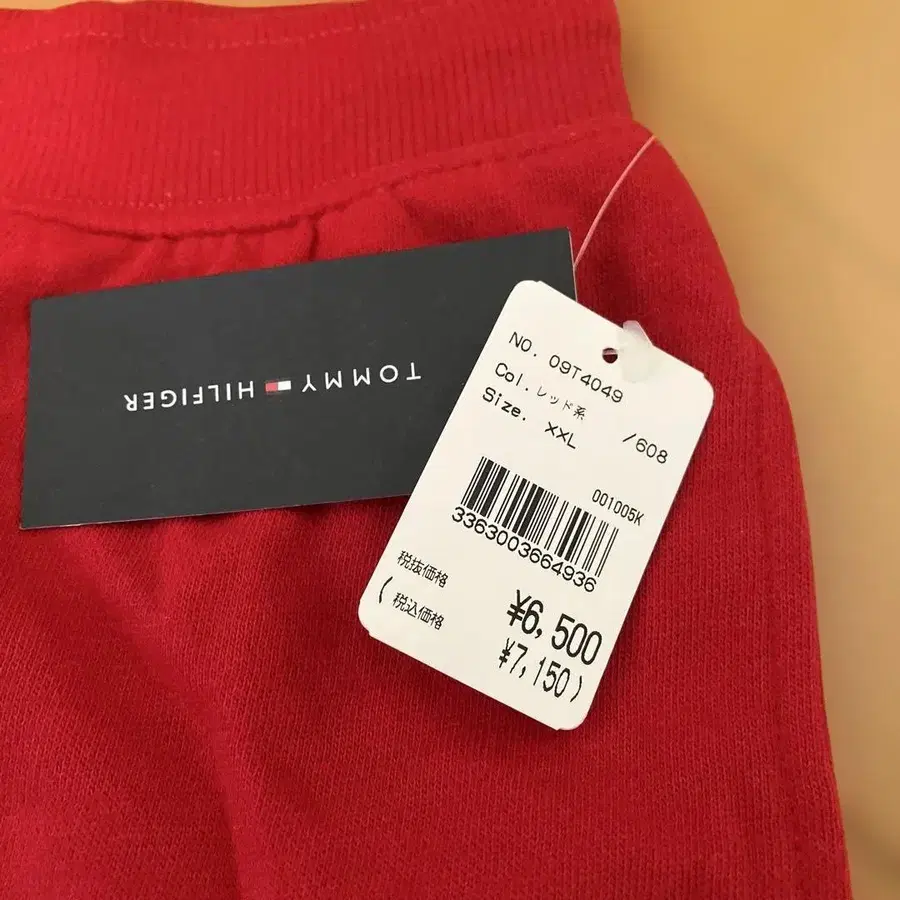 TOMMY HILFIGER
NO. 09T4049
Col. レッド系 /608
Size. XXL
001005K
3363003664936
税抜価格 ¥6,500
(税込価格 ¥7,150)